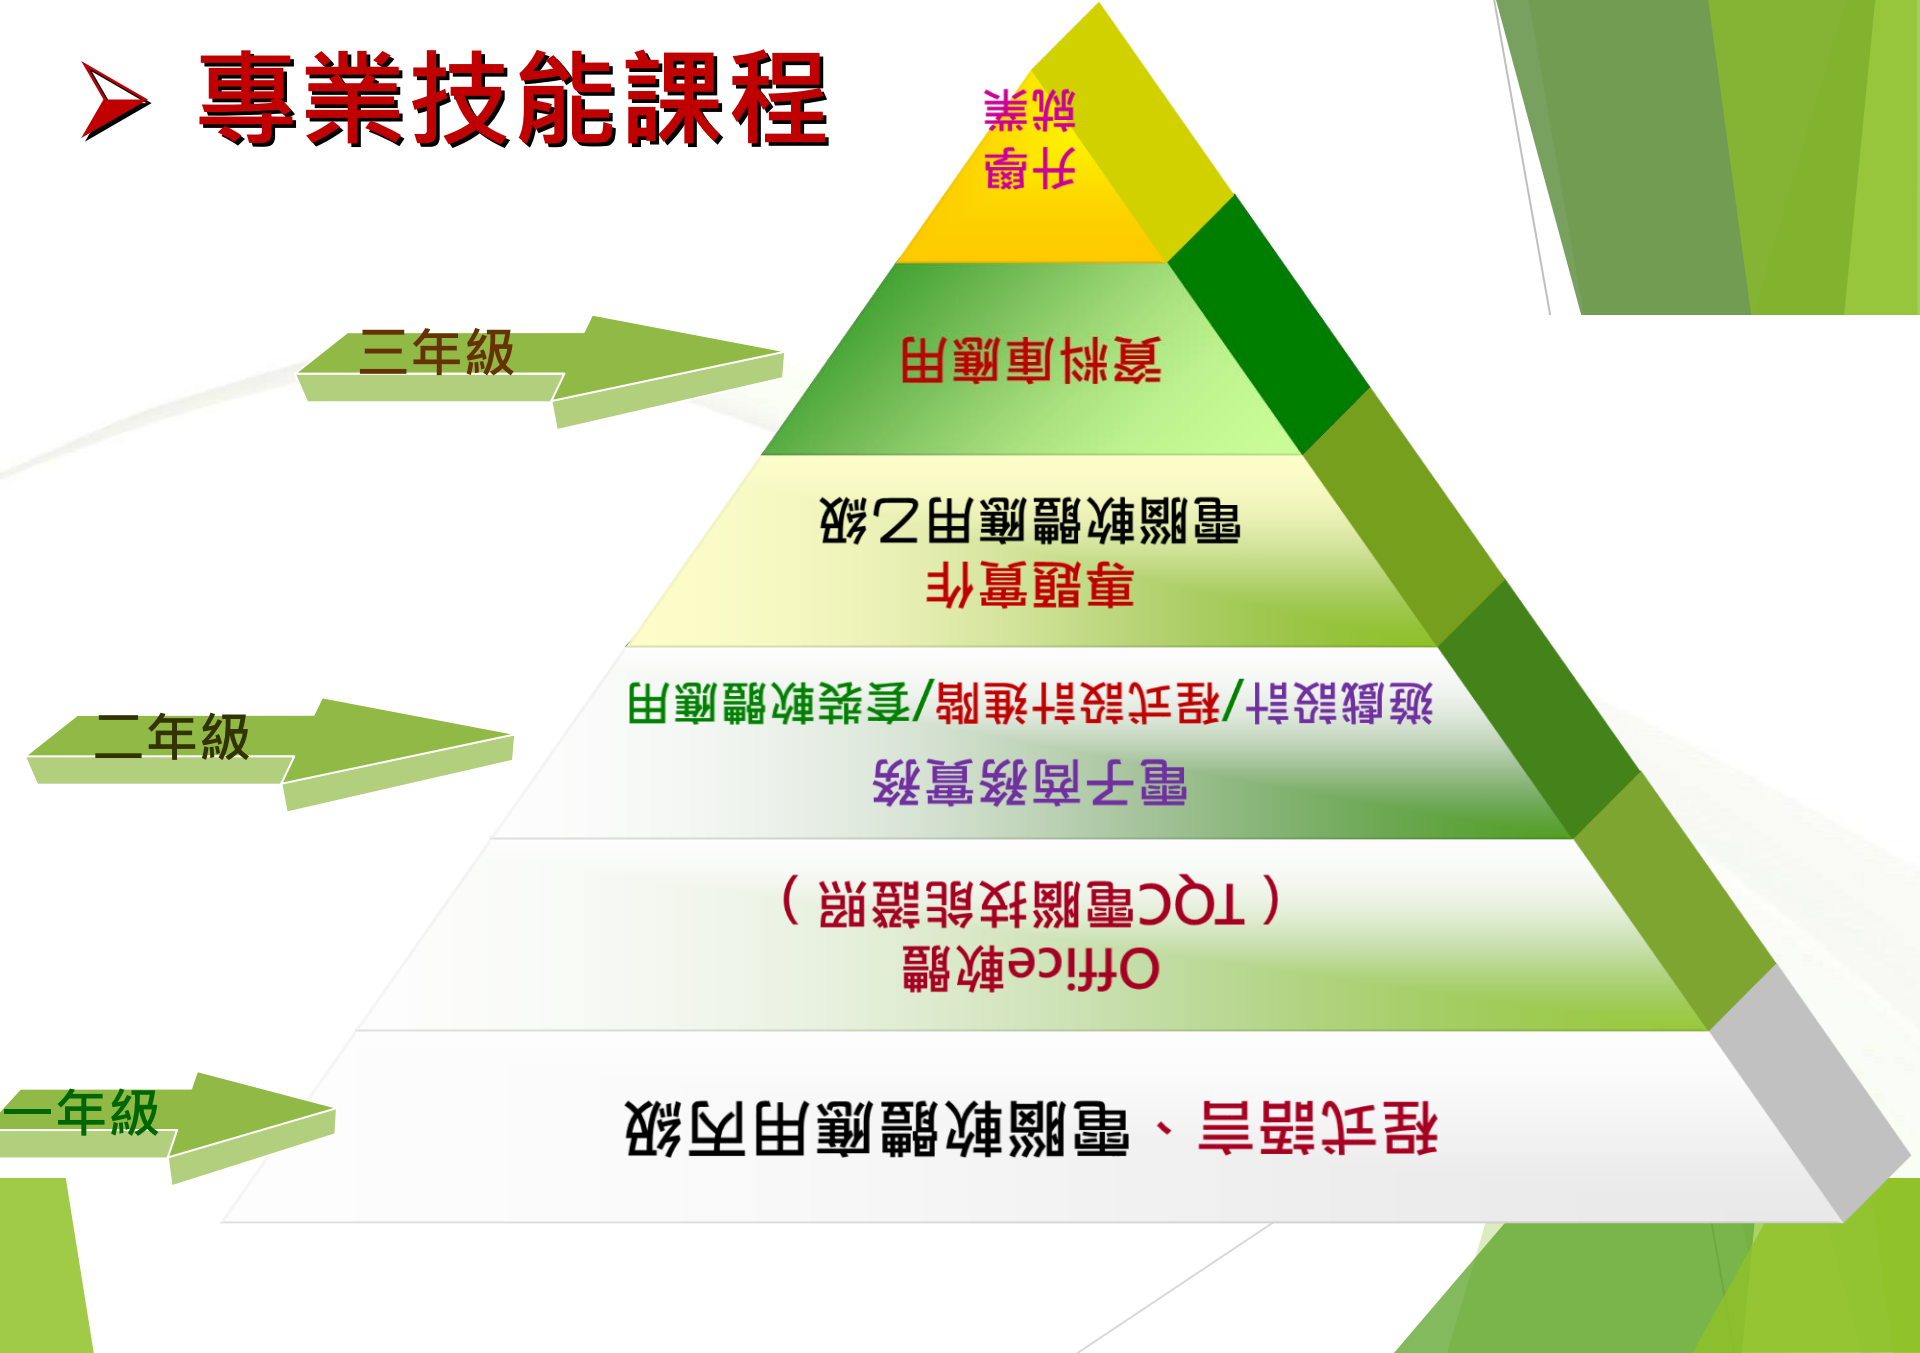 專業技能課程
升學
就業
三年級
資料庫應用
專題實作
電腦軟體應用乙級
二年級
電子商務實務
遊戲設計/程式設計進階/套裝軟體應用
Office軟體
（TQC電腦技能證照）
一年級
程式語言、電腦軟體應用丙級